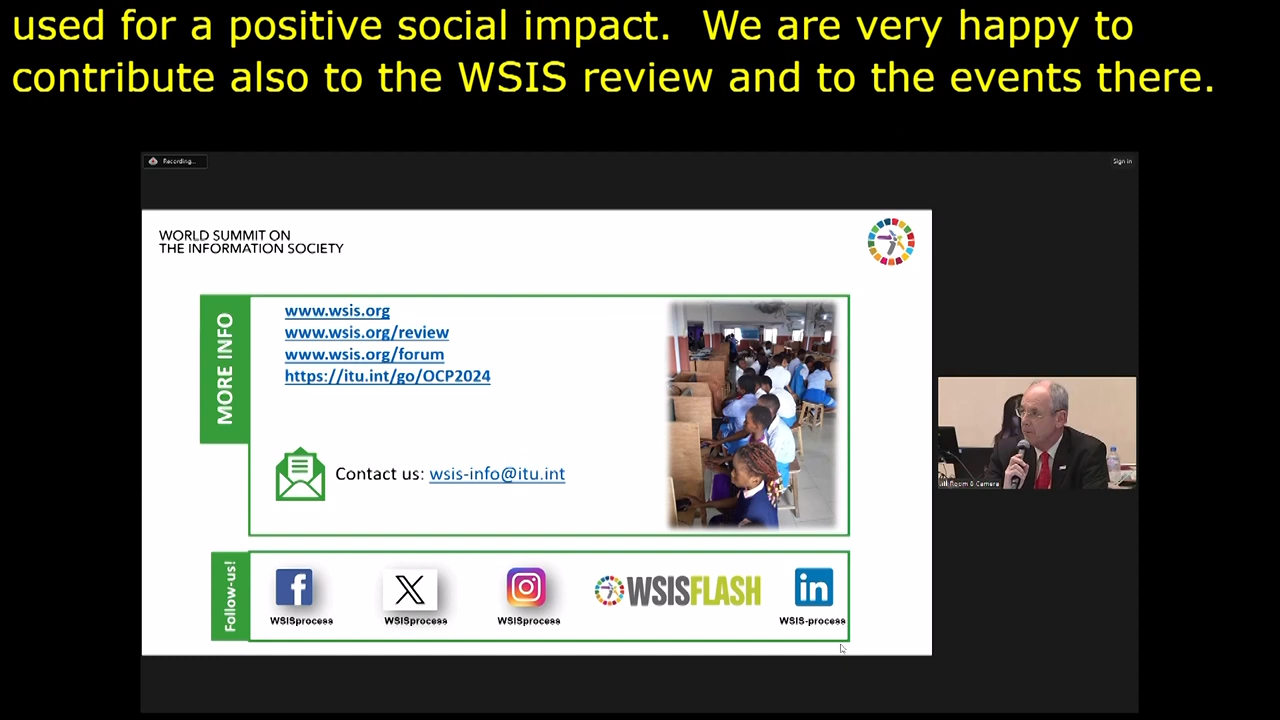 used for a positive social impact.  We are very happy to
contribute also to the WSIS review and to the events there.
Recording...
Sign in
WORLD SUMMIT ON
THE INFORMATION SOCIETY
MORE INFO
www.wsis.org
www.wsis.org/review
www.wsis.org/forum
https://itu.int/go/OCP2024
Contact us: wsis-info@itu.int
Room G Camera
Follow-us!
WSISFLASH
WSISprocess
WSISprocess
WSISprocess
WSIS-process